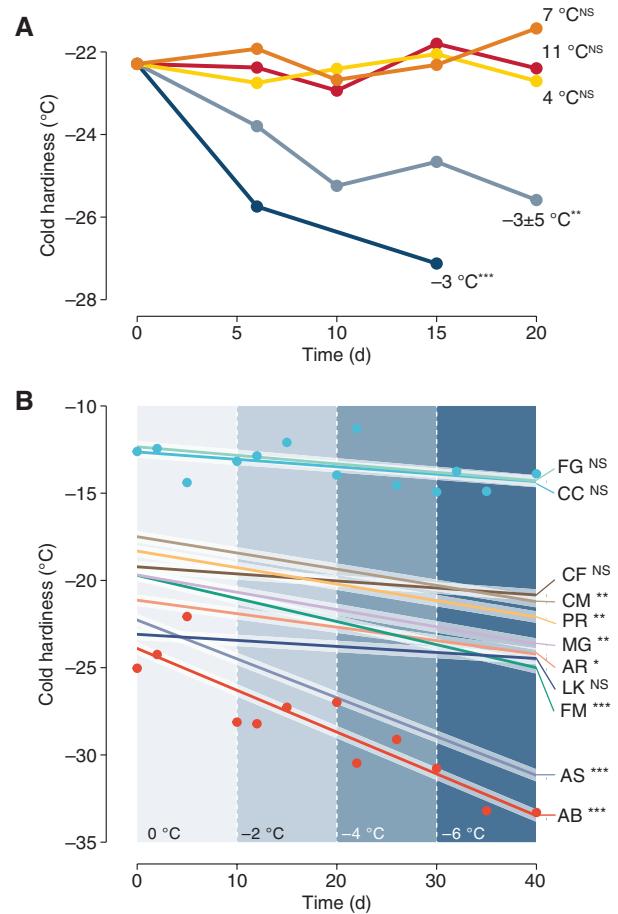 A
7 °C NS
11 °C NS
4 °C NS
−3±5 °C**
−3 °C***
Cold hardiness (°C)
−22
−24
−26
−28
0 5 10 15 20
Time (d)
B
Cold hardiness (°C)
−10
−15
−20
−25
−30
−35
FG NS
CC NS
CF NS
CM **
PR **
MG **
AR *
LK NS
FM ***
AS ***
AB ***
0 °C −2 °C −4 °C −6 °C
0 10 20 30 40
Time (d)